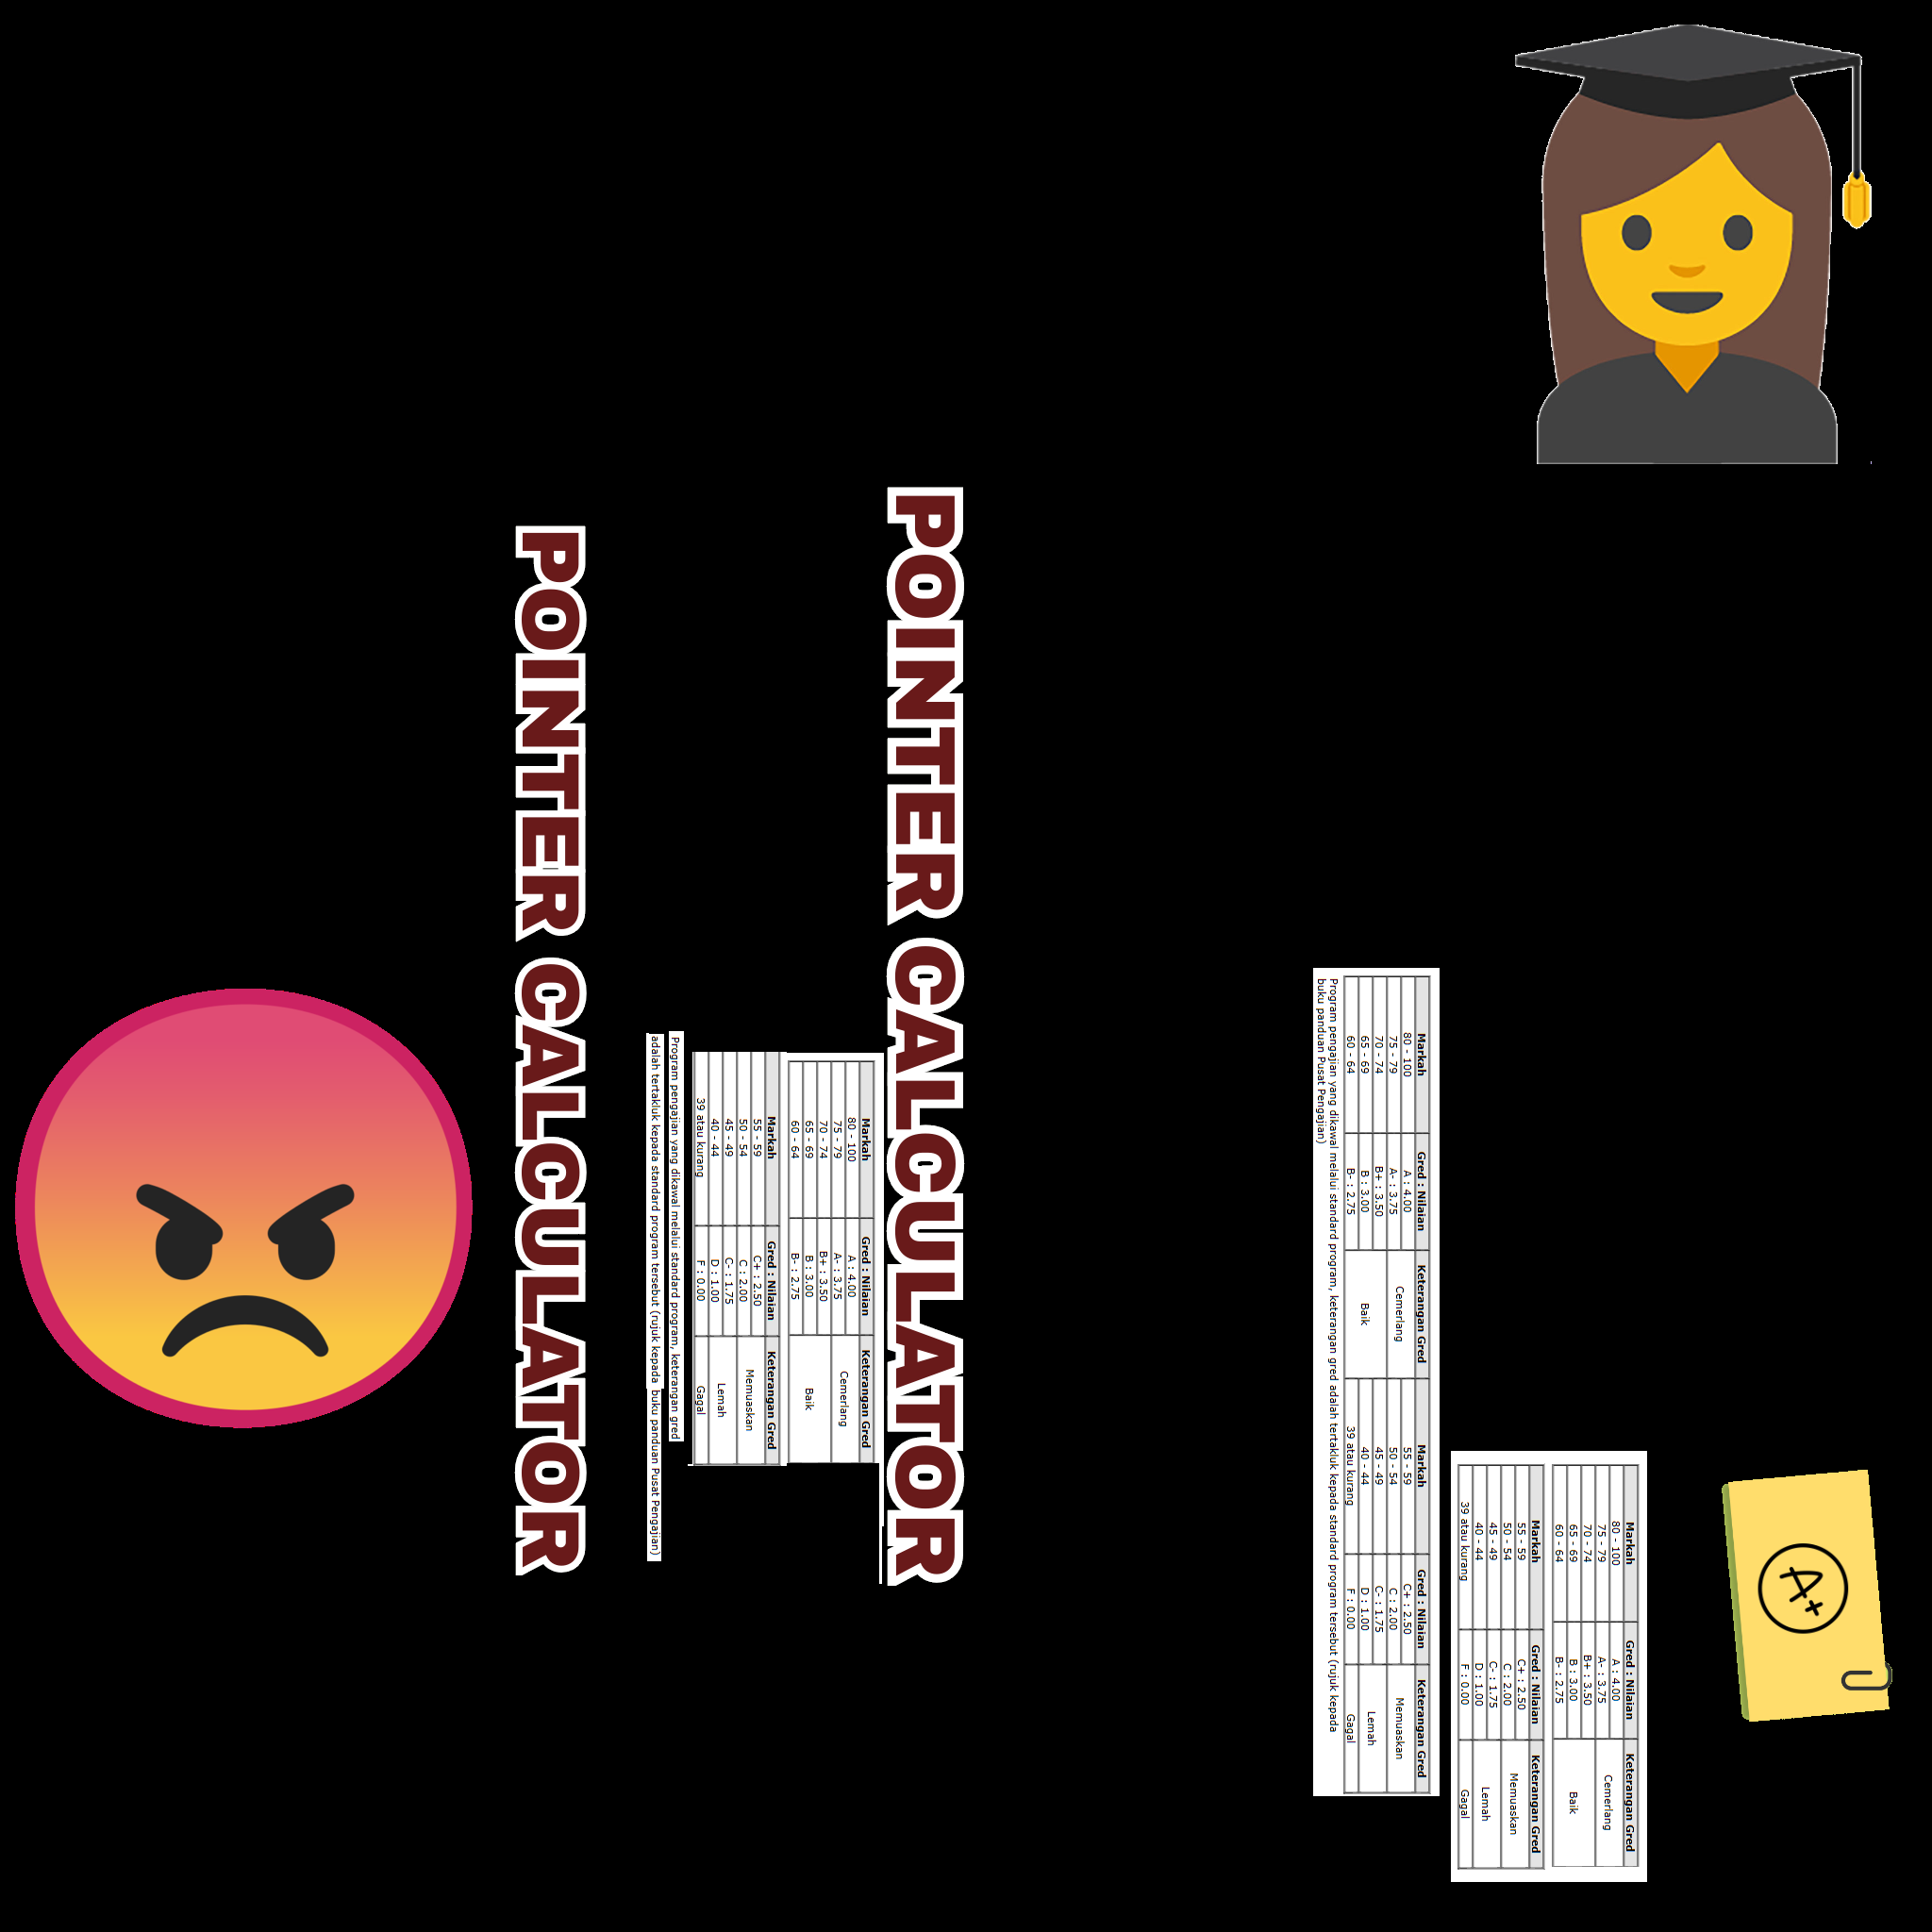 POINTER CALCULATOR
POINTER CALCULATOR
Markah Gred : Nilaian Keterangan Gred
80 - 100 A : 4.00 Cemerlang
75 - 79 A- : 3.75
70 - 74 B+ : 3.50 Baik
65 - 69 B : 3.00
60 - 64 B- : 2.75
Markah Gred : Nilaian Keterangan Gred
55 - 59 C+ : 2.50 Memuaskan
50 - 54 C : 2.00
45 - 49 C- : 1.75 Lemah
40 - 44 D : 1.00
39 atau kurang F : 0.00 Gagal
Program pengajian yang dikawal melalui standard program, keterangan gred
adalah tertakluk kepada standard program tersebut (rujuk kepada buku panduan Pusat Pengajian)
Markah Gred : Nilaian Keterangan Gred Markah Gred : Nilaian Keterangan Gred
80 - 100 A : 4.00 Cemerlang 55 - 59 C+ : 2.50 Memuaskan
75 - 79 A- : 3.75 50 - 54 C : 2.00
70 - 74 B+ : 3.50 Baik 45 - 49 C- : 1.75 Lemah
65 - 69 B : 3.00 40 - 44 D : 1.00
60 - 64 B- : 2.75 39 atau kurang F : 0.00 Gagal
Program pengajian yang dikawal melalui standard program, keterangan gred adalah tertakluk kepada standard program tersebut (rujuk kepada
buku panduan Pusat Pengajian)
Markah Gred : Nilaian Keterangan Gred
80 - 100 A : 4.00 Cemerlang
75 - 79 A- : 3.75
70 - 74 B+ : 3.50 Baik
65 - 69 B : 3.00
60 - 64 B- : 2.75
Markah Gred : Nilaian Keterangan Gred
55 - 59 C+ : 2.50 Memuaskan
50 - 54 C : 2.00
45 - 49 C- : 1.75 Lemah
40 - 44 D : 1.00
39 atau kurang F : 0.00 Gagal
A+